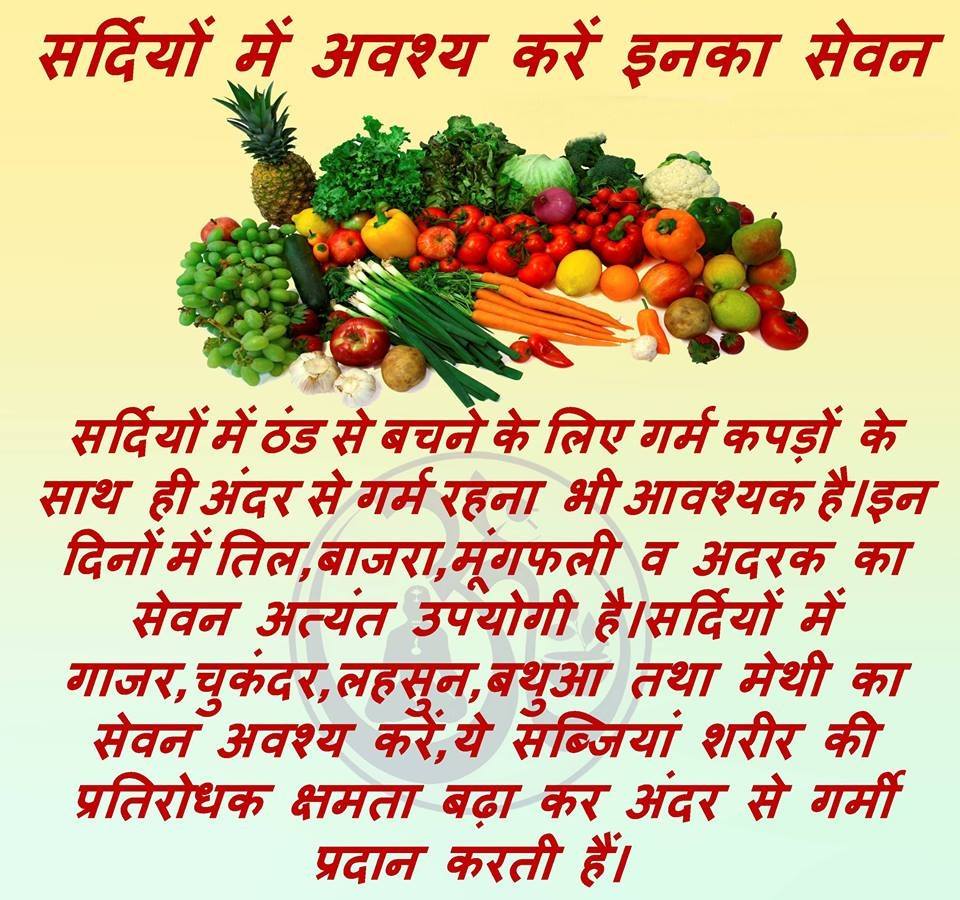 सर्दियों में अवश्य करें इनका सेवन
सर्दियों में ठंड से बचने के लिए गर्म कपड़ों के
साथ ही अंदर से गर्म रहना भी आवश्यक है।इन
दिनों में तिल,बाजरा,मूंगफली व अदरक का
सेवन अत्यंत उपयोगी है।सर्दियों में
गाजर,चुकंदर,लहसुन,बथुआ तथा मेथी का
सेवन अवश्य करें,ये सब्जियां शरीर की
प्रतिरोधक क्षमता बढ़ा कर अंदर से गर्मी
प्रदान करती हैं।